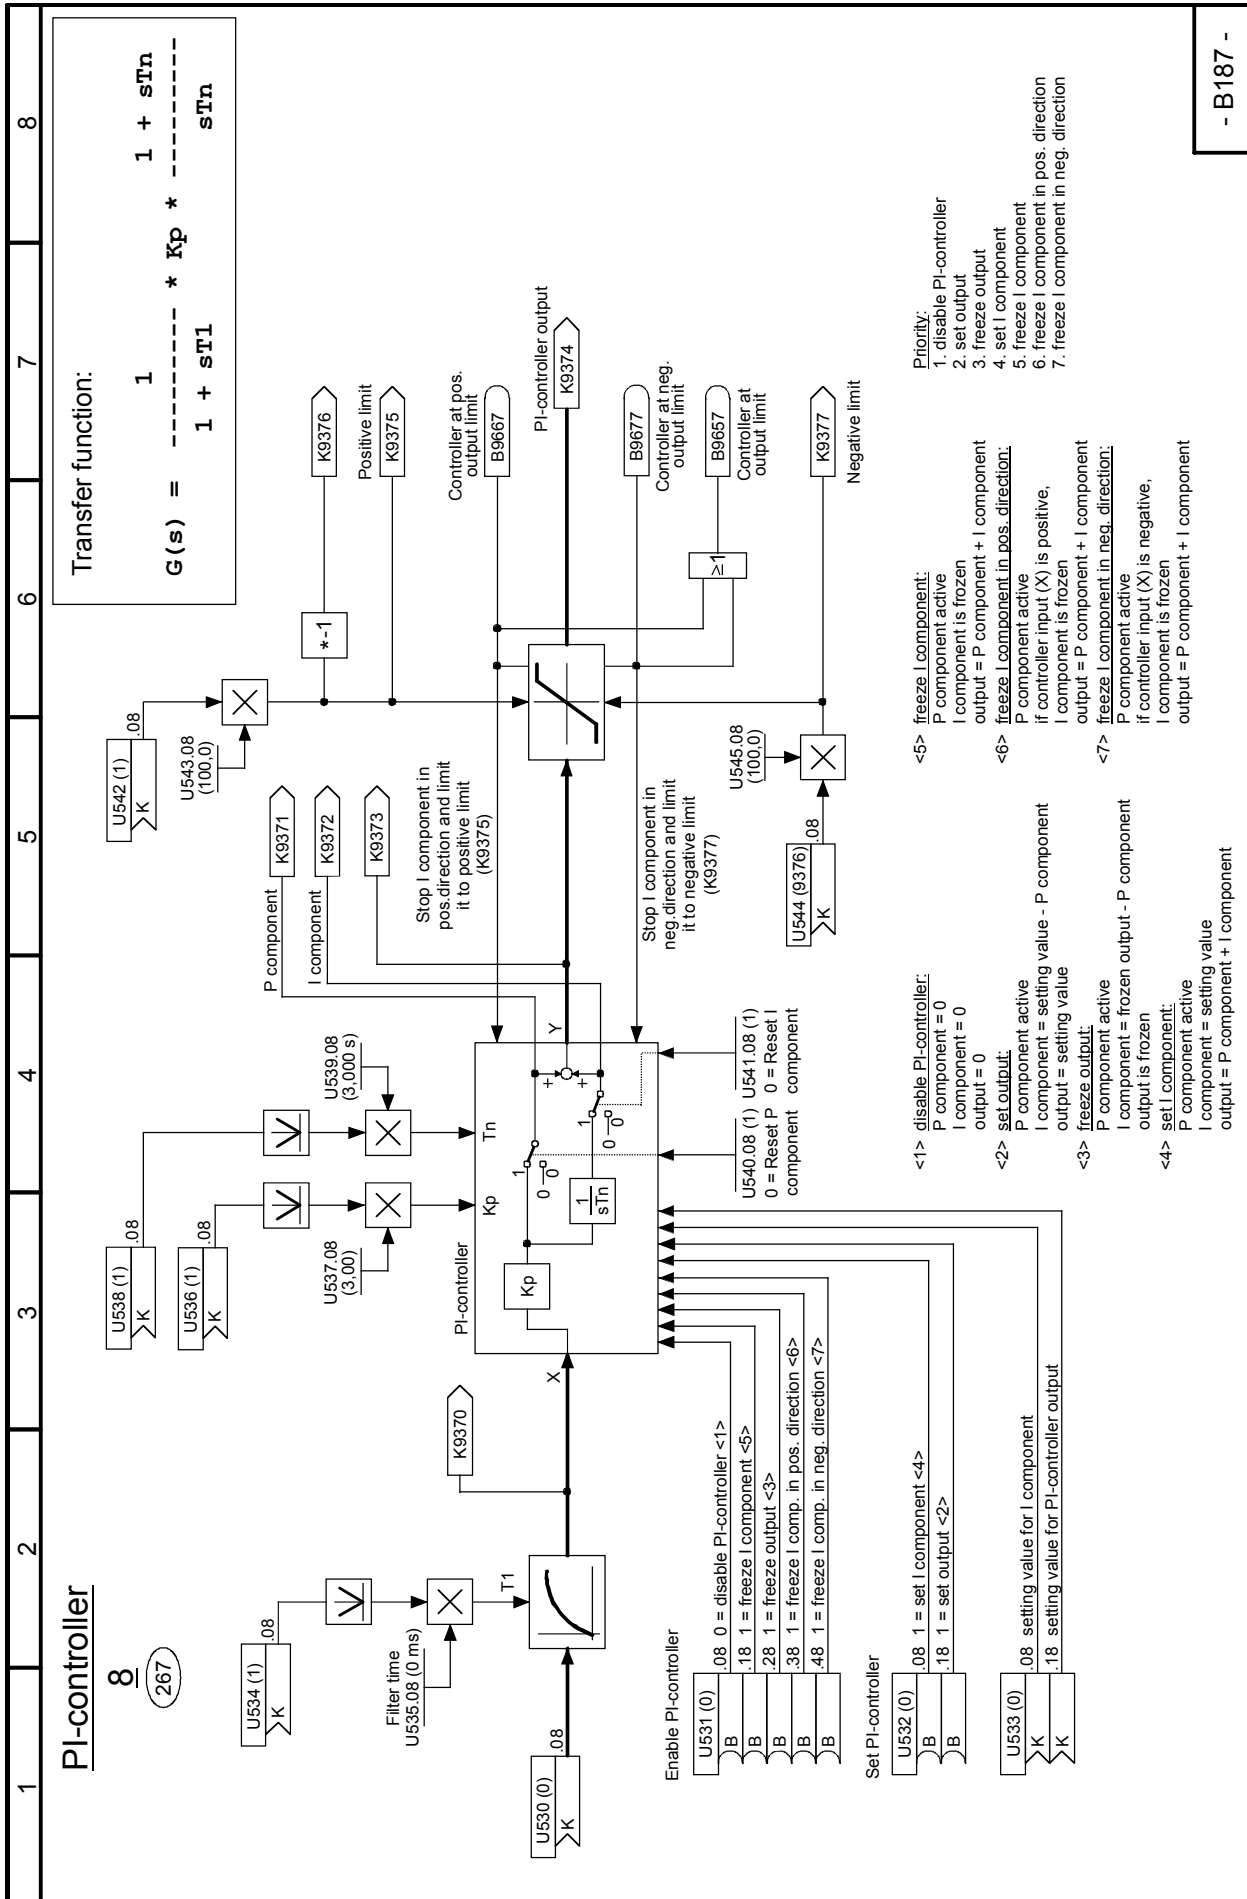 1 2 3 4 5 6 7 8
PI-controller
8
267
Transfer function:
1 1 + sTn
G(s) = -------- * Kp * ---------
1 + sT1 sTn
U534 (1)
K
.08
Filter time
U535.08 (0 ms)
T1
U530 (0)
K
.08
K9370
X
U538 (1)
K
.08
U536 (1)
K
.08
U537.08
(3,00)
U539.08
(3,000 s)
PI-controller
Kp
Tn
Kp
1
sTn
1
0
0
1
0
0
+
+
Y
P component
K9371
I component
K9372
K9373
U540.08 (1)
0 = Reset P
component
U541.08 (1)
0 = Reset I
component
Stop I component in
pos.direction and limit
it to positive limit
(K9375)
Stop I component in
neg.direction and limit
it to negative limit
(K9377)
U542 (1)
K
.08
U543.08
(100,0)
*-1
K9376
Positive limit
K9375
Controller at pos.
output limit
B9667
PI-controller output
K9374
B9677
Controller at neg.
output limit
≥1
B9657
Controller at
output limit
K9377
Negative limit
U545.08
(100,0)
U544 (9376)
K
.08
Enable PI-controller
U531 (0)
B .08 0 = disable PI-controller <1>
B .18 1 = freeze I component <5>
B .28 1 = freeze output <3>
B .38 1 = freeze I comp. in pos. direction <6>
B .48 1 = freeze I comp. in neg. direction <7>
Set PI-controller
U532 (0)
B .08 1 = set I component <4>
B .18 1 = set output <2>
U533 (0)
K .08 setting value for I component
K .18 setting value for PI-controller output
<1> disable PI-controller:
P component = 0
I component = 0
output = 0
<2> set output:
P component active
I component = setting value - P component
output = setting value
<3> freeze output:
P component active
I component = frozen output - P component
output is frozen
<4> set I component:
P component active
I component = setting value
output = P component + I component
<5> freeze I component:
P component active
I component is frozen
output = P component + I component
<6> freeze I component in pos. direction:
P component active
if controller input (X) is positive,
I component is frozen
output = P component + I component
<7> freeze I component in neg. direction:
P component active
if controller input (X) is negative,
I component is frozen
output = P component + I component
Priority:
1. disable PI-controller
2. set output
3. freeze output
4. set I component
5. freeze I component
6. freeze I component in pos. direction
7. freeze I component in neg. direction
- B187 -